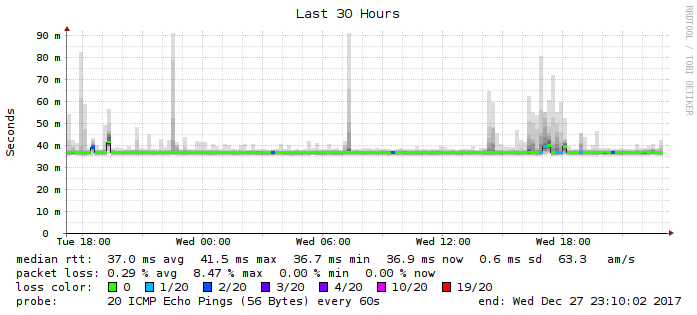 Last 30 Hours
RRDTOOL / TOBI OETIKER
Seconds
90 m
80 m
70 m
60 m
50 m
40 m
30 m
20 m
10 m
0
Tue 18:00 Wed 00:00 Wed 06:00 Wed 12:00 Wed 18:00
median rtt: 37.0 ms avg 41.5 ms max 36.7 ms min 36.9 ms now 0.6 ms sd 63.3 am/s
packet loss: 0.29 % avg 8.47 % max 0.00 % min 0.00 % now
loss color: 0 1/20 2/20 3/20 4/20 10/20 19/20
probe: 20 ICMP Echo Pings (56 Bytes) every 60s end: Wed Dec 27 23:10:02 2017